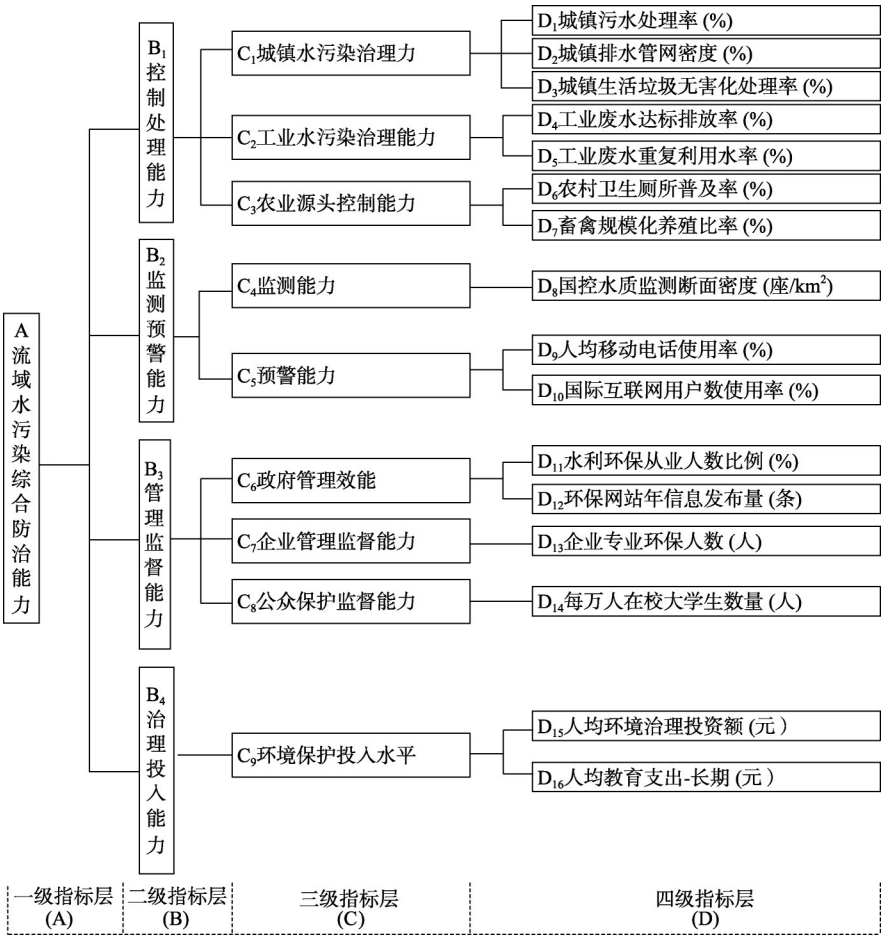 A流域水污染综合防治能力
B₁控制处理能力
C₁城镇水污染治理力
D₁城镇污水处理率 (%)
D₂城镇排水管网密度 (%)
D₃城镇生活垃圾无害化处理率 (%)
C₂工业水污染治理能力
D₄工业废水达标排放率 (%)
D₅工业废水重复利用水率 (%)
C₃农业源头控制能力
D₆农村卫生厕所普及率 (%)
D₇畜禽规模化养殖比率 (%)
B₂监测预警能力
C₄监测能力
D₈国控水质监测断面密度 (座/km²)
C₅预警能力
D₉人均移动电话使用率 (%)
D₁₀国际互联网用户数使用率 (%)
B₃管理监督能力
C₆政府管理效能
D₁₁水利环保从业人数比例 (%)
D₁₂环保网站年信息发布量 (条)
C₇企业管理监督能力
D₁₃企业专业环保人数 (人)
C₈公众保护监督能力
D₁₄每万人在校大学生数量 (人)
B₄治理投入能力
C₉环境保护投入水平
D₁₅人均环境治理投资额 (元 )
D₁₆人均教育支出-长期 (元 )
一级指标层
(A)
二级指标层
(B)
三级指标层
(C)
四级指标层
(D)